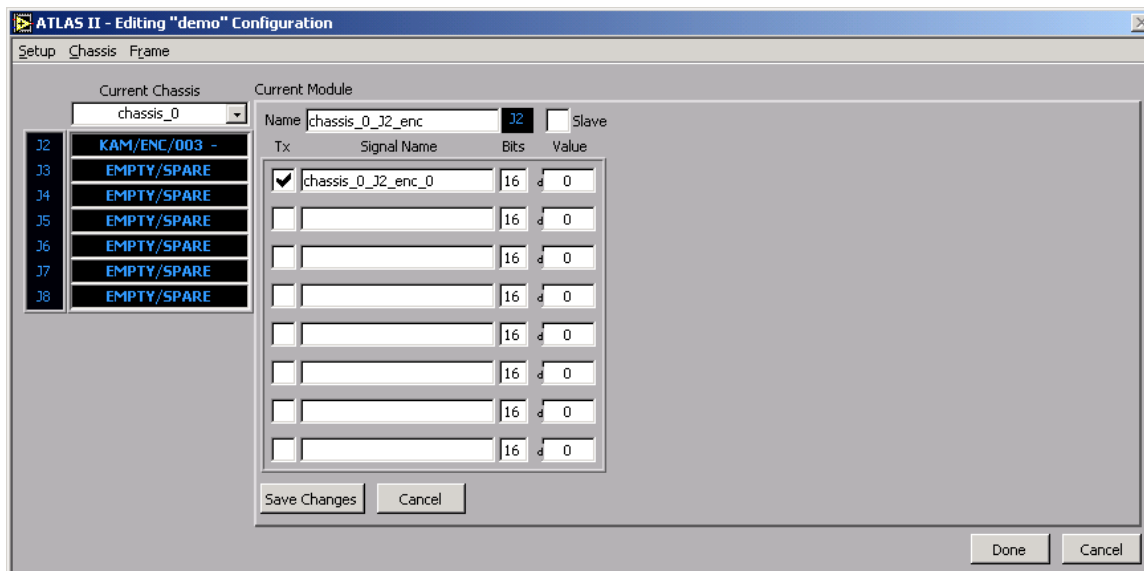 ATLAS II - Editing "demo" Configuration
Setup Chassis Frame
Current Chassis
chassis_0
J2 KAM/ENC/003 -
J3 EMPTY/SPARE
J4 EMPTY/SPARE
J5 EMPTY/SPARE
J6 EMPTY/SPARE
J7 EMPTY/SPARE
J8 EMPTY/SPARE
Current Module
Name chassis_0_J2_enc J2 Slave
Tx Signal Name Bits Value
chassis_0_J2_enc_0 16 d 0
16 d 0
16 d 0
16 d 0
16 d 0
16 d 0
16 d 0
16 d 0
Save Changes Cancel
Done Cancel